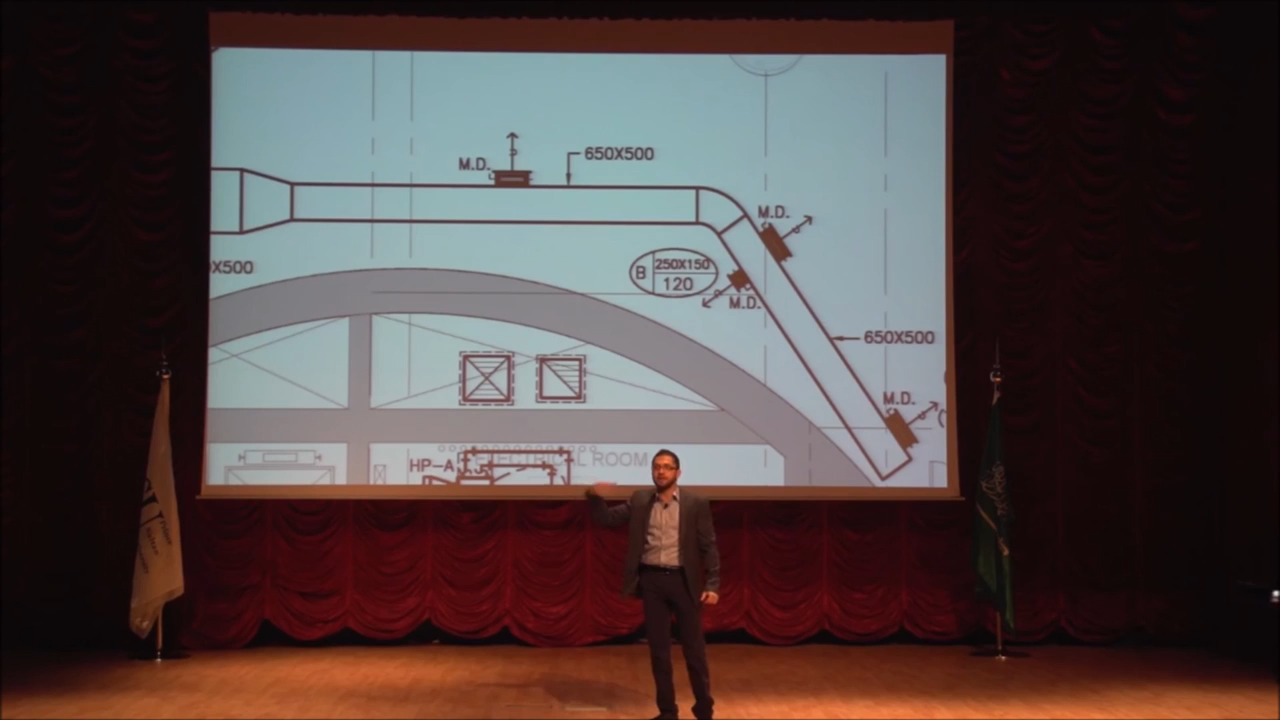 M.D.
650X500
M.D.
X500
B 250X150
120
M.D.
650X500
M.D.
HP-A
ELECTRICAL ROOM